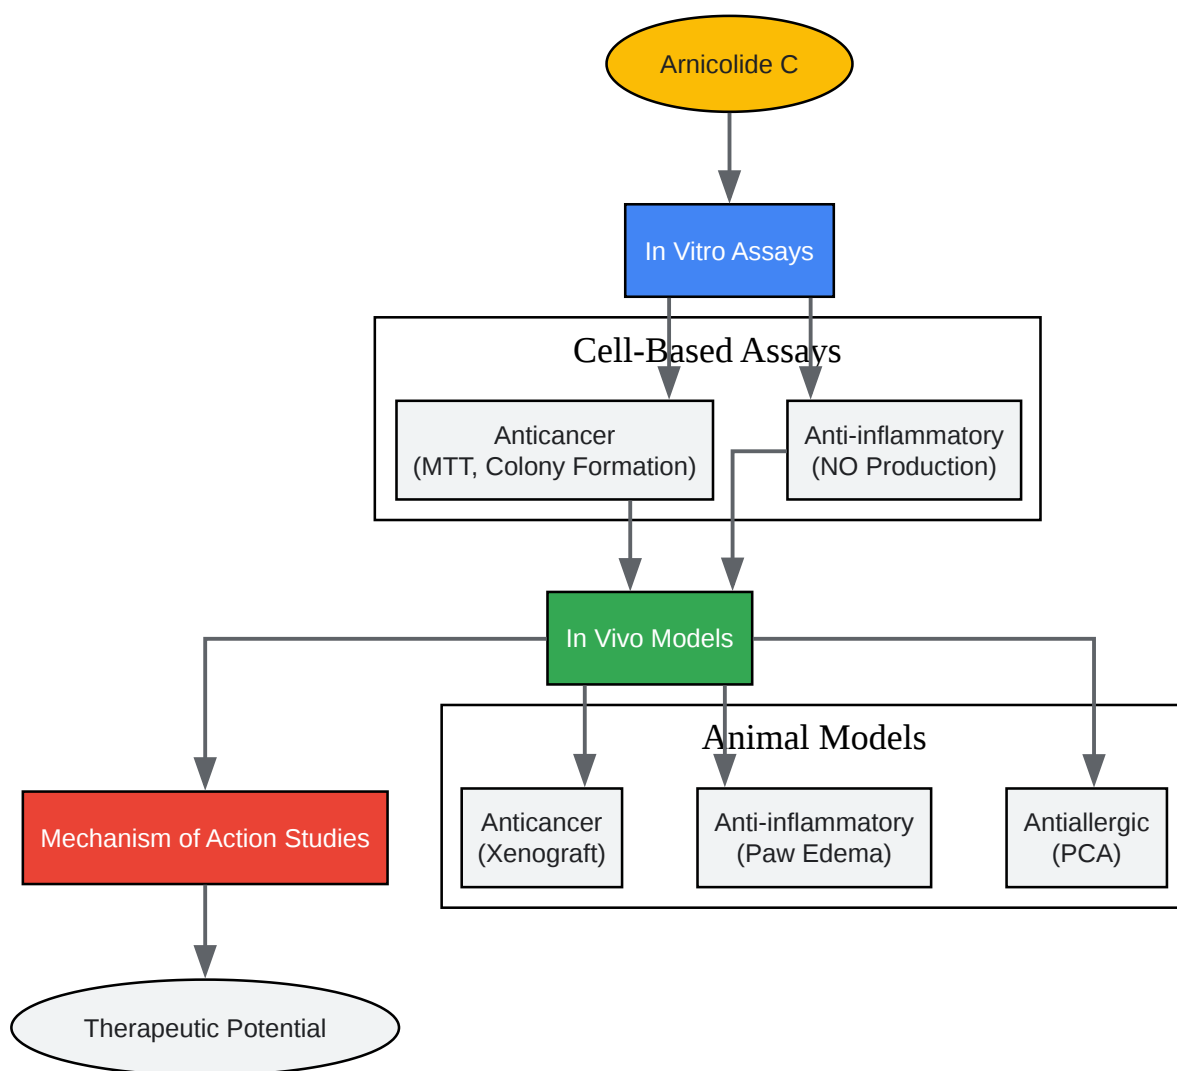 Arnicolide C
In Vitro Assays
Cell-Based Assays
Anticancer
(MTT, Colony Formation)
Anti-inflammatory
(NO Production)
In Vivo Models
Animal Models
Mechanism of Action Studies
Anticancer
(Xenograft)
Anti-inflammatory
(Paw Edema)
Antiallergic
(PCA)
Therapeutic Potential